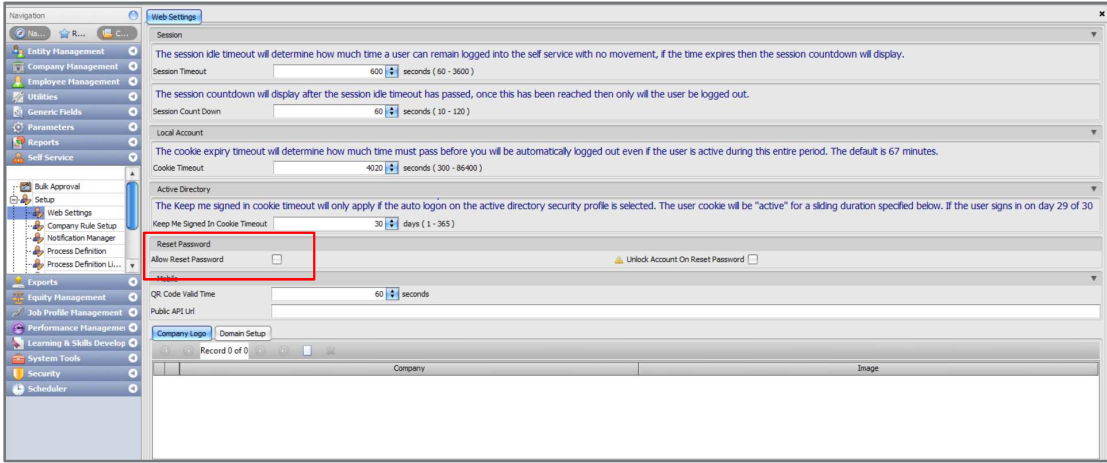 Navigation
Na...
R...
C...
Entity Management
Company Management
Employee Management
Utilities
Generic Fields
Parameters
Reports
Self Service
Bulk Approval
Setup
Web Settings
Company Rule Setup
Notification Manager
Process Definition
Process Definition Li...
Exports
Equity Management
Job Profile Management
Performance Managemen
Learning & Skills Develop
System Tools
Security
Scheduler
Web Settings
Session
The session idle timeout will determine how much time a user can remain logged into the self service with no movement, if the time expires then the session countdown will display.
Session Timeout 600 seconds ( 60 - 3600 )
The session countdown will display after the session idle timeout has passed, once this has been reached then only will the user be logged out.
Session Count Down 60 seconds ( 10 - 120 )
Local Account
The cookie expiry timeout will determine how much time must pass before you will be automatically logged out even if the user is active during this entire period. The default is 67 minutes.
Cookie Timeout 4020 seconds ( 300 - 86400 )
Active Directory
The Keep me signed in cookie timeout will only apply if the auto logon on the active directory security profile is selected. The user cookie will be "active" for a sliding duration specified below. If the user signs in on day 29 of 30
Keep Me Signed In Cookie Timeout 30 days ( 1 - 365 )
Reset Password
Allow Reset Password Unlock Account On Reset Password
Mobile
QR Code Valid Time 60 seconds
Public API Url
Company Logo Domain Setup
Record 0 of 0
Company Image